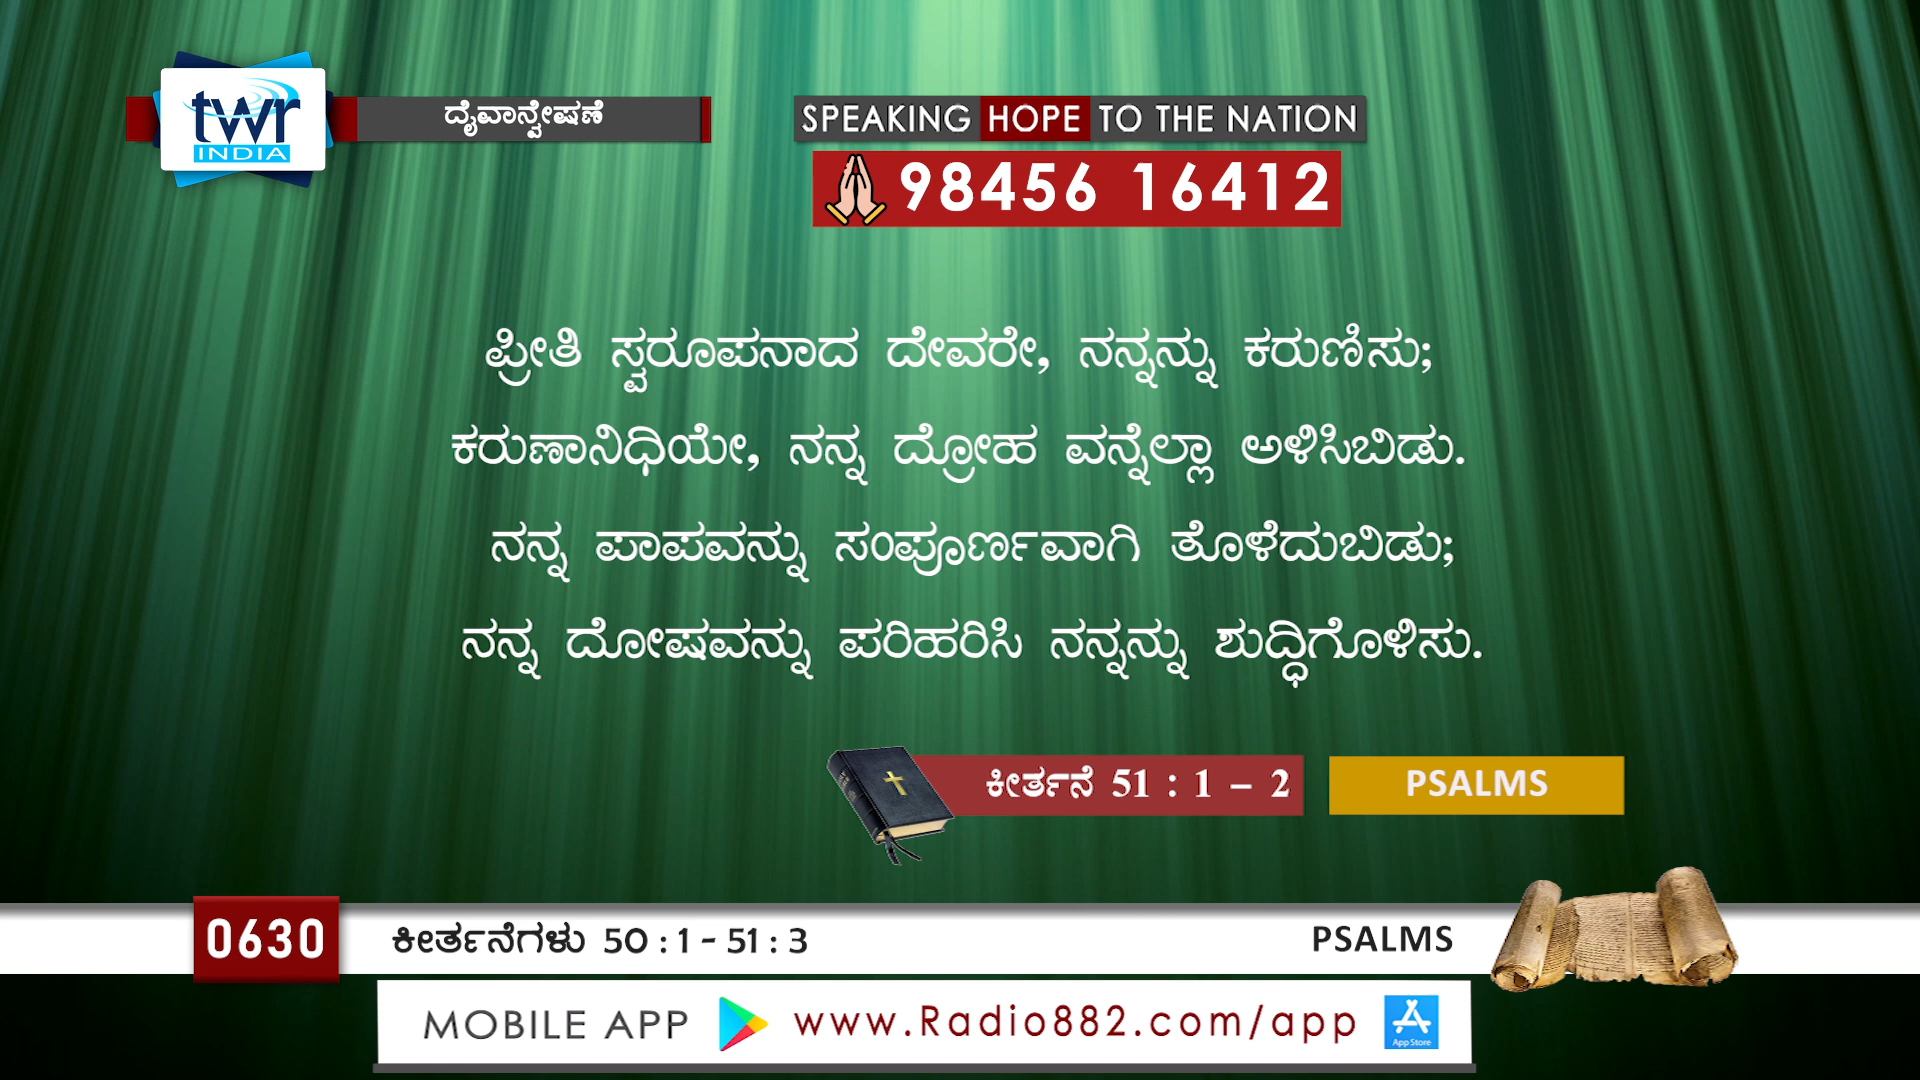 twr
INDIA
ದೈವಾನ್ವೇಷಣೆ
SPEAKING HOPE TO THE NATION
98456 16412
ಪ್ರೀತಿ ಸ್ವರೂಪನಾದ ದೇವರೇ, ನನ್ನನ್ನು ಕರುಣಿಸು;
ಕರುಣಾನಿಧಿಯೇ, ನನ್ನ ದ್ರೋಹ ವನ್ನೆಲ್ಲಾ ಅಳಿಸಿಬಿಡು.
ನನ್ನ ಪಾಪವನ್ನು ಸಂಪೂರ್ಣವಾಗಿ ತೊಳೆದುಬಿಡು;
ನನ್ನ ದೋಷವನ್ನು ಪರಿಹರಿಸಿ ನನ್ನನ್ನು ಶುದ್ಧಿಗೊಳಿಸು.
ಕೀರ್ತನೆ 51 : 1 – 2
PSALMS
0630
ಕೀರ್ತನೆಗಳು 50 : 1 - 51 : 3
PSALMS
MOBILE APP
www.Radio882.com/app
App Store